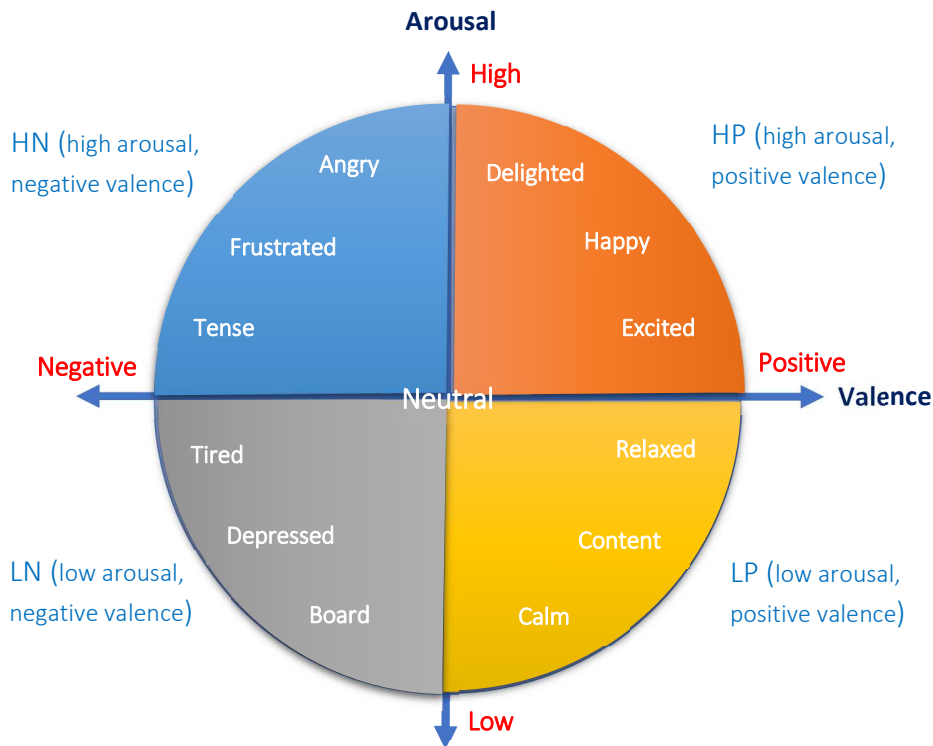 Arousal
High
HN (high arousal,
negative valence)
HP (high arousal,
positive valence)
Angry
Delighted
Frustrated
Happy
Tense
Excited
Negative
Positive
Neutral
Valence
Tired
Relaxed
Depressed
Content
LN (low arousal,
negative valence)
LP (low arousal,
positive valence)
Board
Calm
Low